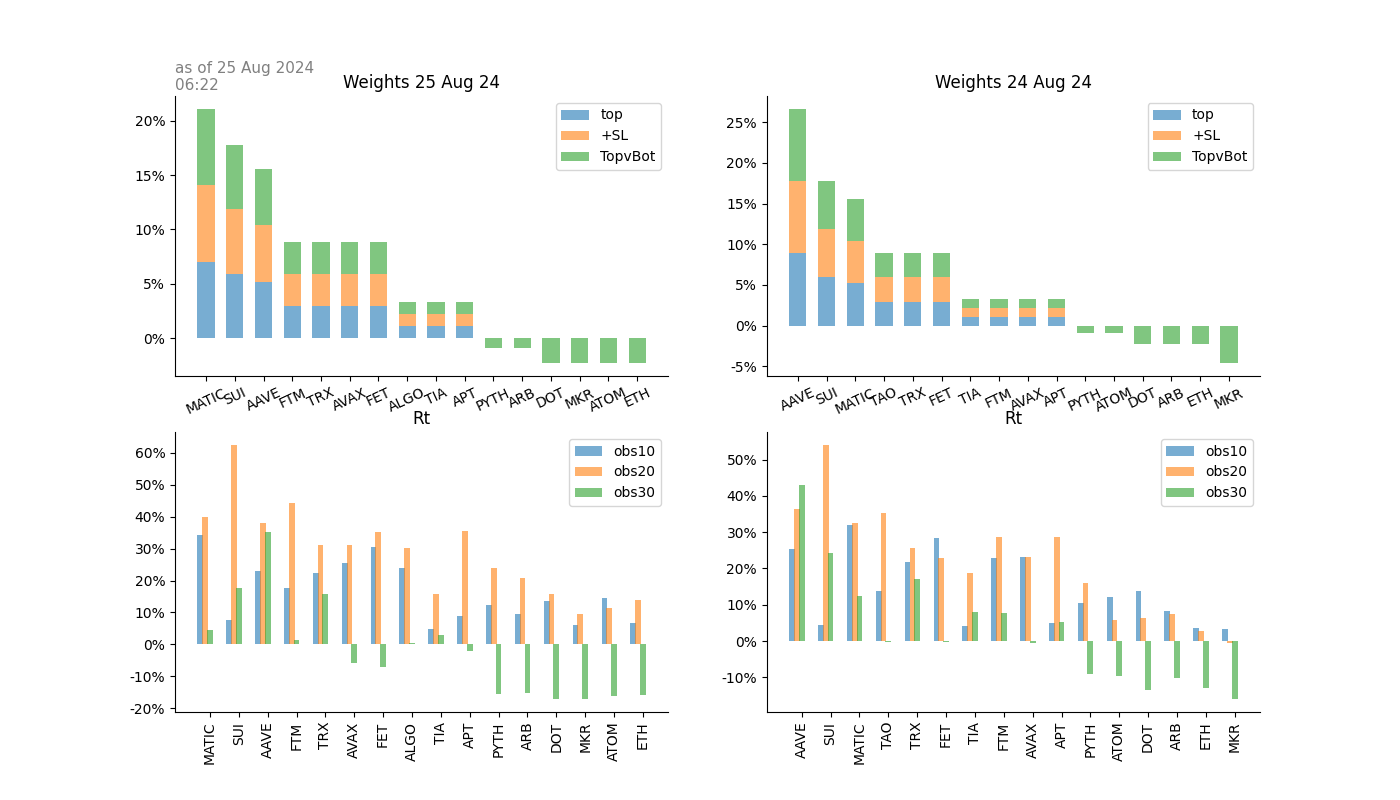 as of 25 Aug 2024
06:22
Weights 25 Aug 24
20%
15%
10%
5%
0%
top
+SL
TopvBot
MATIC SUI AAVE FTM TRX AVAX FET ALGO TIA APT PYTH ARB DOT MKR ATOM ETH
Weights 24 Aug 24
25%
20%
15%
10%
5%
0%
-5%
top
+SL
TopvBot
AAVE SUI MATIC TAO TRX FET TIA FTM AVAX APT PYTH ATOM DOT ARB ETH MKR
Rt
60%
50%
40%
30%
20%
10%
0%
-10%
-20%
obs10
obs20
obs30
MATIC SUI AAVE FTM TRX AVAX FET ALGO TIA APT PYTH ARB DOT MKR ATOM ETH
Rt
50%
40%
30%
20%
10%
0%
-10%
obs10
obs20
obs30
AAVE SUI MATIC TAO TRX FET TIA FTM AVAX APT PYTH ATOM DOT ARB ETH MKR